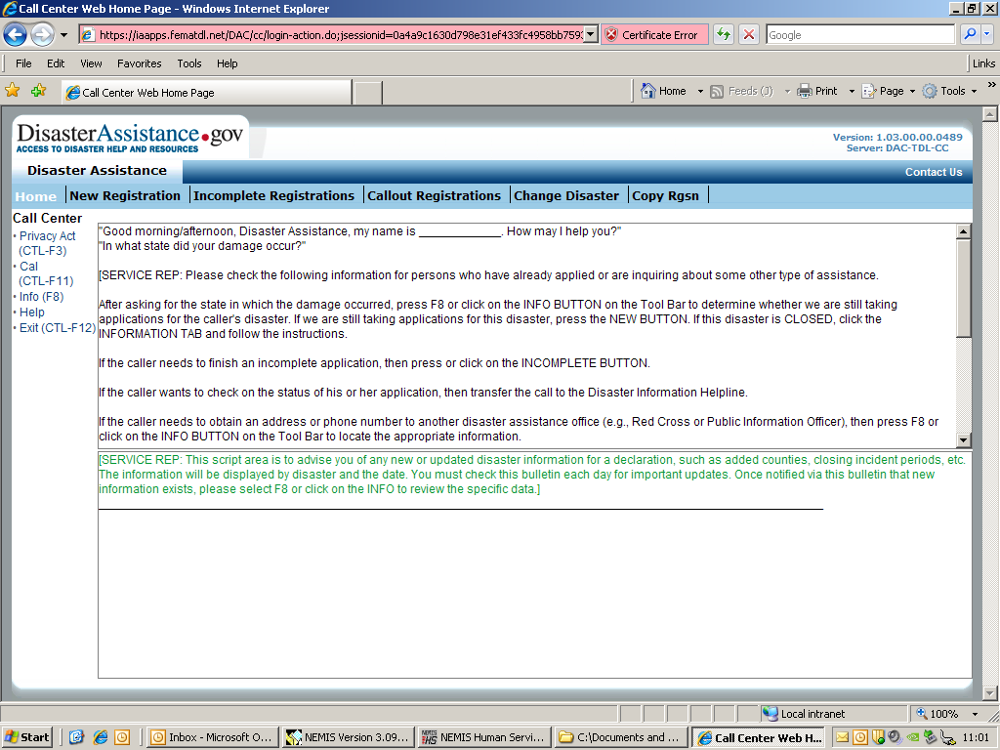 Call Center Web Home Page - Windows Internet Explorer
https://iaapps.fematdl.net/DAC/cc/login-action.do;jsessionid=0a4a9c1630d798e31ef433fc4958bb759
Certificate Error
Google
File Edit View Favorites Tools Help
Links
Call Center Web Home Page
Home Feeds (J) Print Page Tools »
DisasterAssistance.gov
ACCESS TO DISASTER HELP AND RESOURCES
Version: 1.03.00.00.0489
Server: DAC-TDL-CC
Disaster Assistance
Contact Us
Home New Registration Incomplete Registrations Callout Registrations Change Disaster Copy Rgsn
Call Center
• Privacy Act
(CTL-F3)
• Cal
(CTL-F11)
• Info (F8)
• Help
• Exit (CTL-F12)
"Good morning/afternoon, Disaster Assistance, my name is _____________. How may I help you?"
"In what state did your damage occur?"
[SERVICE REP: Please check the following information for persons who have already applied or are inquiring about some other type of assistance.
After asking for the state in which the damage occurred, press F8 or click on the INFO BUTTON on the Tool Bar to determine whether we are still taking
applications for the caller's disaster. If we are still taking applications for this disaster, press the NEW BUTTON. If this disaster is CLOSED, click the
INFORMATION TAB and follow the instructions.
If the caller needs to finish an incomplete application, then press or click on the INCOMPLETE BUTTON.
If the caller wants to check on the status of his or her application, then transfer the call to the Disaster Information Helpline.
If the caller needs to obtain an address or phone number to another disaster assistance office (e.g., Red Cross or Public Information Officer), then press F8 or
click on the INFO BUTTON on the Tool Bar to locate the appropriate information.
[SERVICE REP: This script area is to advise you of any new or updated disaster information for a declaration, such as added counties, closing incident periods, etc.
The information will be displayed by disaster and the date. You must check this bulletin each day for important updates. Once notified via this bulletin that new
information exists, please select F8 or click on the INFO to review the specific data.]
Local intranet
100%
Start
Inbox - Microsoft O...
NEMIS Version 3.09...
NEMIS Human Servi...
C:\Documents and ...
Call Center Web H...
11:01